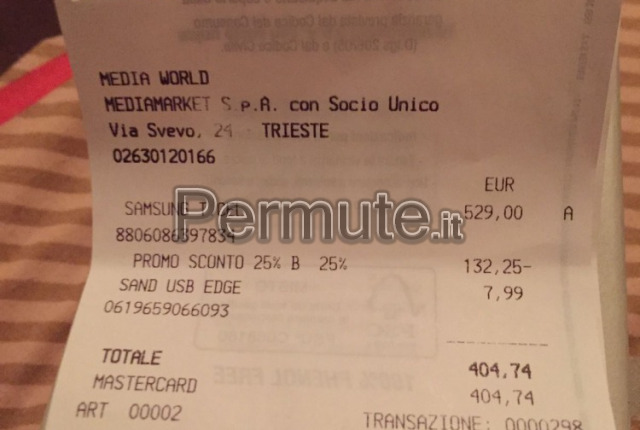 MEDIA WORLD
MEDIAMARKET S.p.A. con Socio Unico
Via Svevo, 24 - TRIESTE
02630120166
EUR
SAMSUNG 529,00 A
Permute.it
8806086397834
PROMO SCONTO 25% B 25% 132,25-
SAND USB EDGE 7,99
0619659066093
TOTALE 404,74
MASTERCARD 404,74
ART 00002
TRANSAZIONE: 0000298